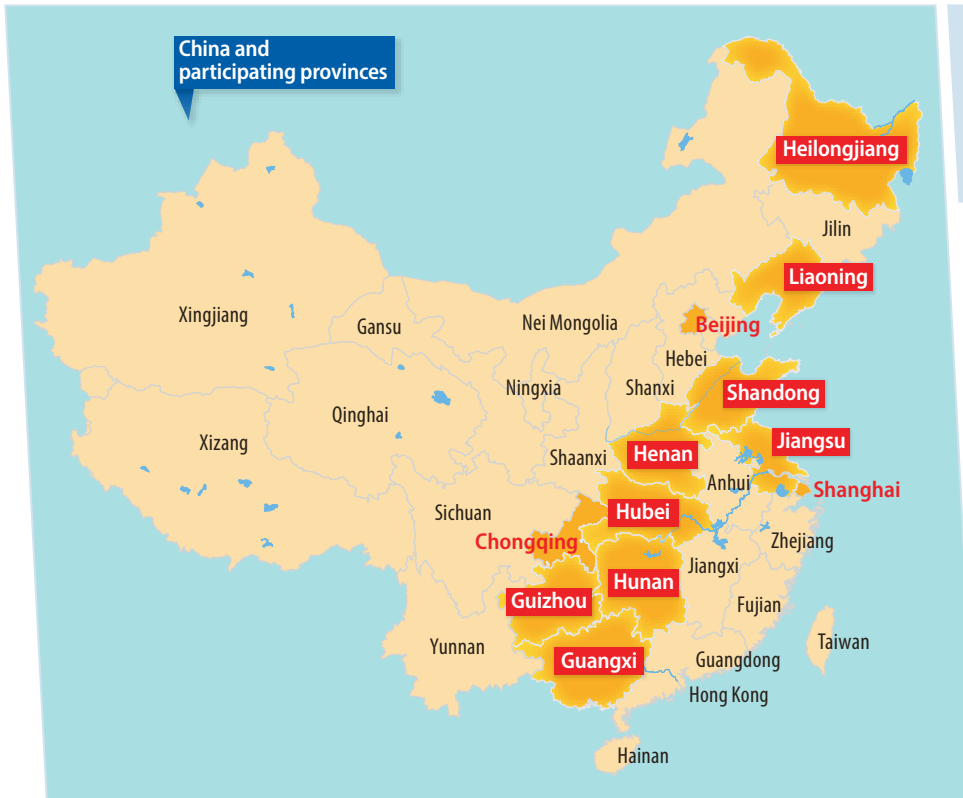 China and
participating provinces
Heilongjiang
Jilin
Liaoning
Xingjiang
Gansu
Nei Mongolia
Beijing
Hebei
Ningxia
Shanxi
Shandong
Qinghai
Xizang
Jiangsu
Henan
Shaanxi
Anhui
Shanghai
Sichuan
Hubei
Chongqing
Zhejiang
Jiangxi
Hunan
Guizhou
Fujian
Yunnan
Taiwan
Guangxi
Guangdong
Hong Kong
Hainan